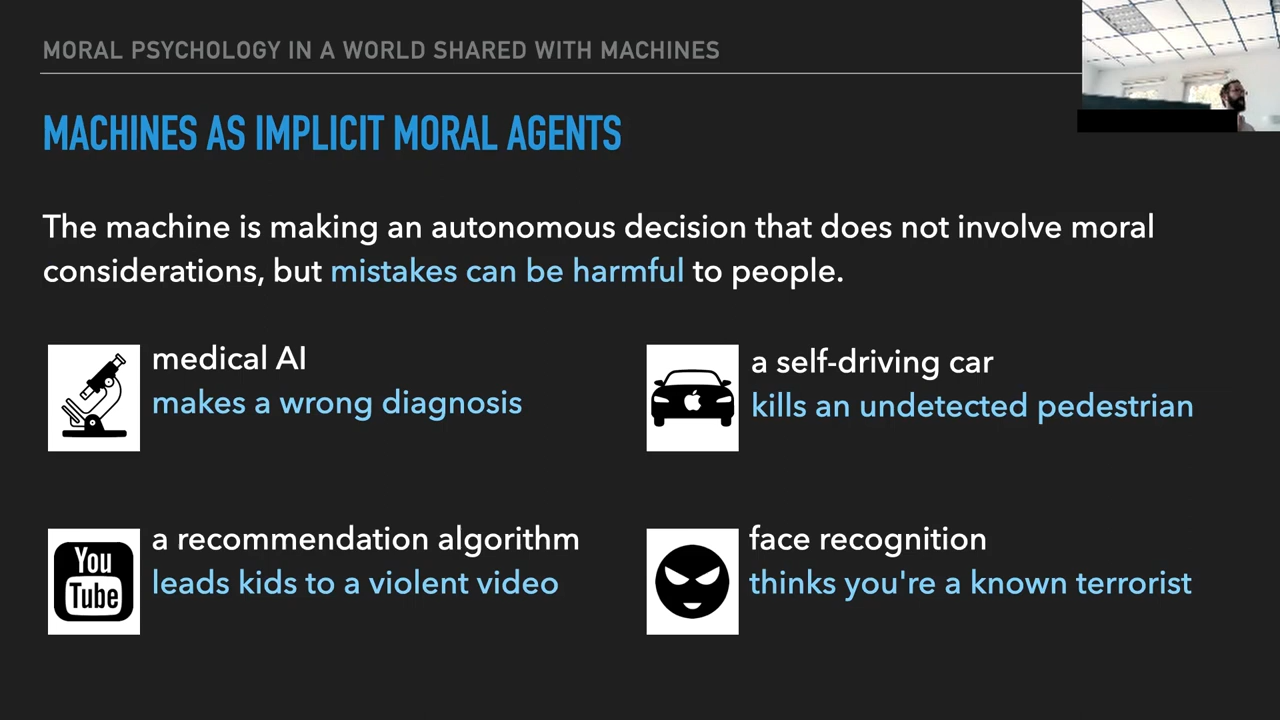 MORAL PSYCHOLOGY IN A WORLD SHARED WITH MACHINES
MACHINES AS IMPLICIT MORAL AGENTS
The machine is making an autonomous decision that does not involve moral
considerations, but mistakes can be harmful to people.
medical AI
makes a wrong diagnosis
a self-driving car
kills an undetected pedestrian
You
Tube
a recommendation algorithm
leads kids to a violent video
face recognition
thinks you're a known terrorist